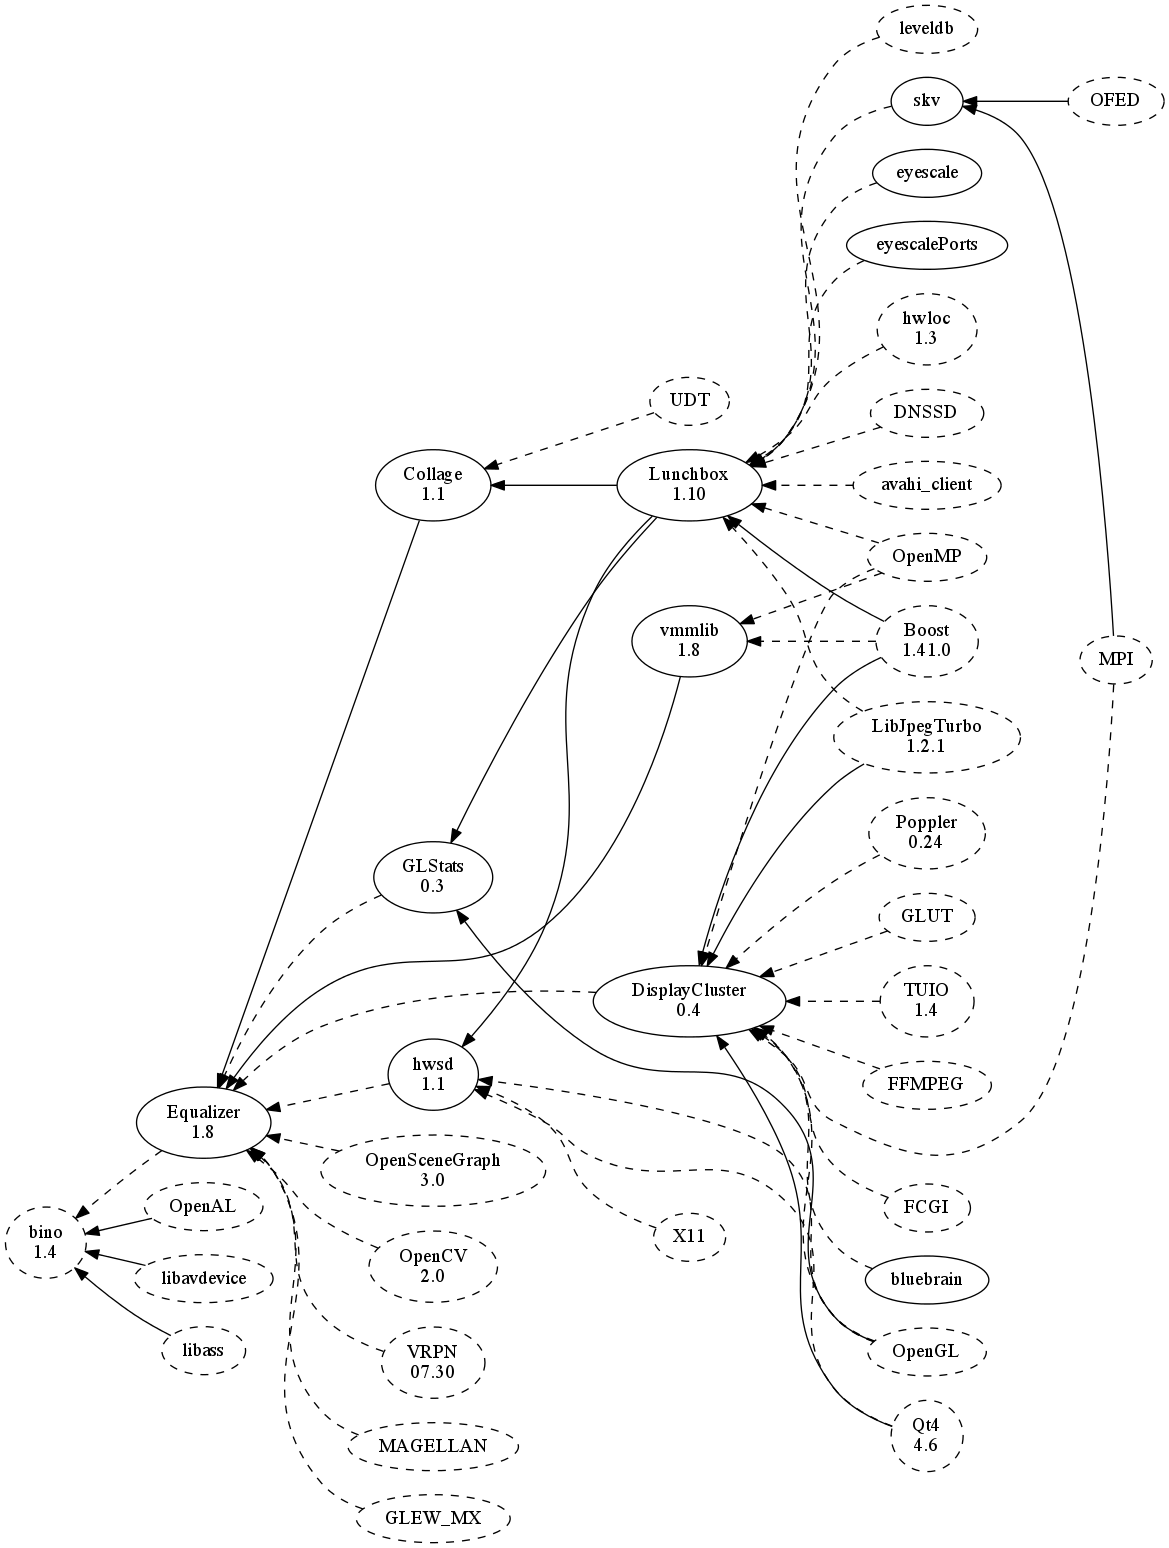 leveldb
skv
OFED
eyescale
eyescalePorts
hwloc
1.3
UDT
DNSSD
Collage
1.1
Lunchbox
1.10
avahi_client
OpenMP
vmmlib
1.8
Boost
1.41.0
MPI
LibJpegTurbo
1.2.1
Poppler
0.24
GLStats
0.3
GLUT
DisplayCluster
0.4
TUIO
1.4
hwsd
1.1
FFMPEG
Equalizer
1.8
OpenSceneGraph
3.0
OpenAL
FCGI
bino
1.4
X11
OpenCV
2.0
libavdevice
bluebrain
libass
VRPN
07.30
OpenGL
Qt4
4.6
MAGELLAN
GLEW_MX